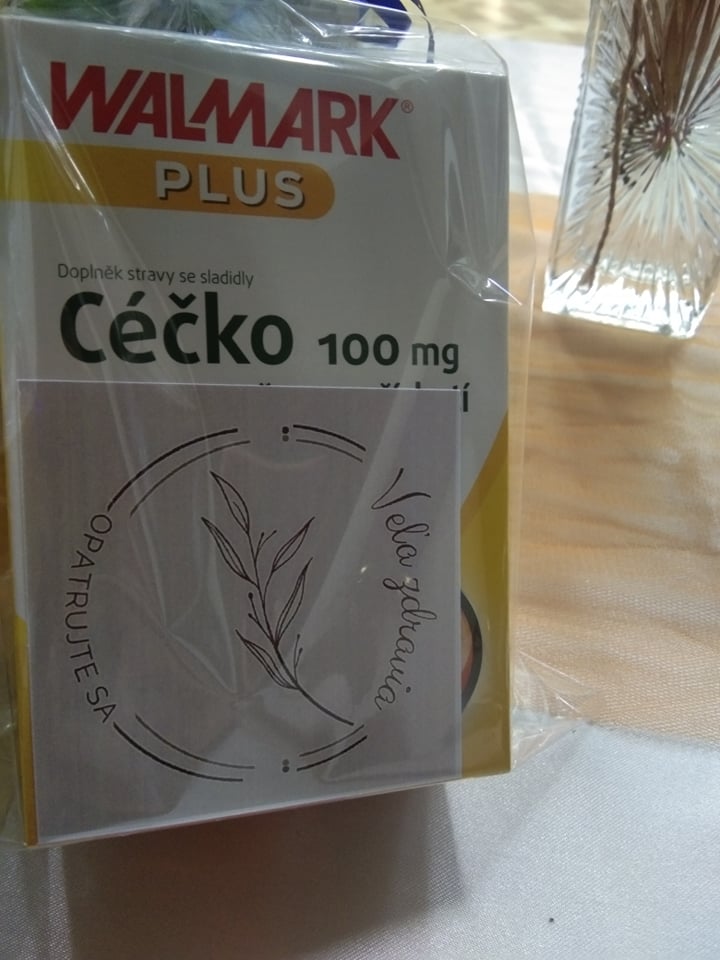 WALMARK®
PLUS
Doplněk stravy se sladidly
Céčko 100 mg
OPATRUJTE SA
Veľa zdravia